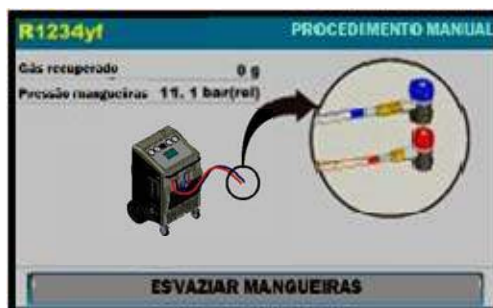 R1234yf PROCEDIMENTO MANUAL
Gás recuperado 0 g
Pressão mangueiras 11. 1 bar(rel)
ESVAZIAR MANGUEIRAS